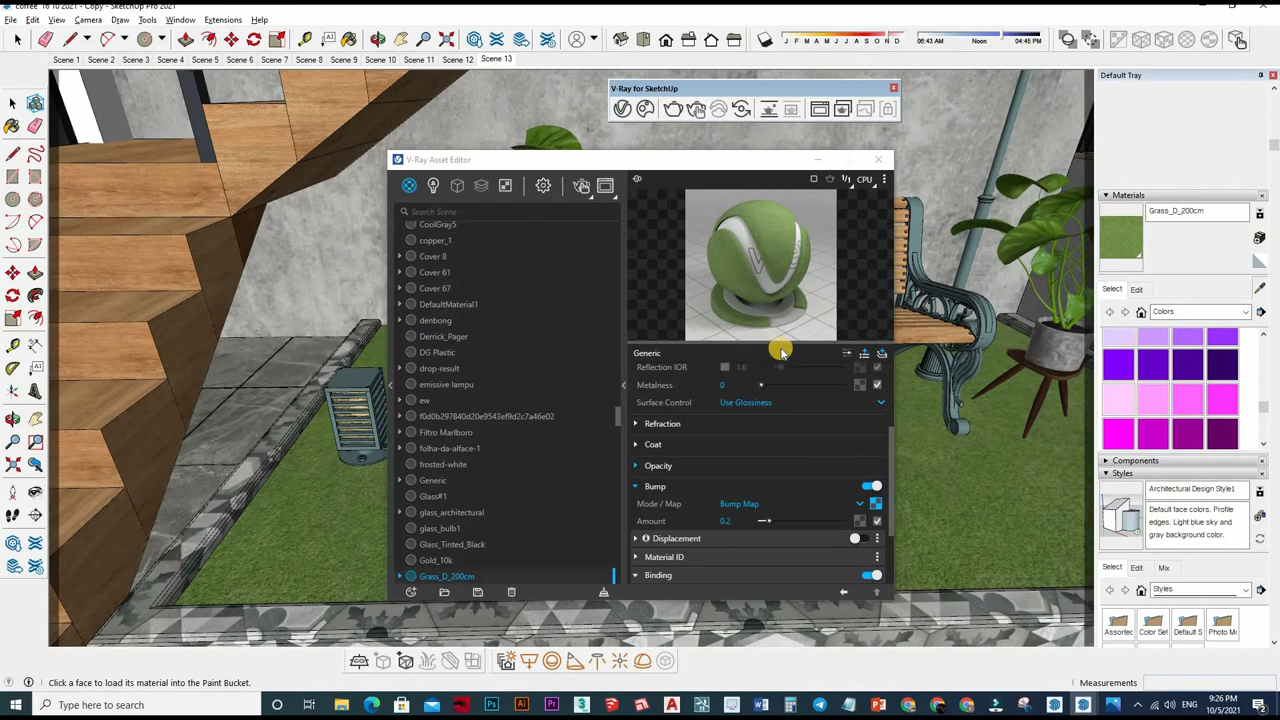 coffee 16 10 2021 - Copy - SketchUp Pro 2021
File Edit View Camera Draw Tools Window Extensions Help
J F M A M J J A S O N D
06:43 AM Noon 04:45 PM
Scene 1 Scene 2 Scene 3 Scene 4 Scene 5 Scene 6 Scene 7 Scene 8 Scene 9 Scene 10 Scene 11 Scene 12 Scene 13
Default Tray
V-Ray for SketchUp
V-Ray Asset Editor
1/1 CPU
Search Scene
CoolGray5
copper_1
Cover 8
Cover 61
Cover 67
DefaultMaterial1
denbong
Derrick_Pager
DG Plastic
drop-result
emissive lampu
ew
f0d0b297840d20e9543ef9d2c7a46e02
Filtro Marlboro
folha-da-alface-1
frosted-white
Generic
Glass#1
glass_architectural
glass_bulb1
Glass_Tinted_Black
Gold_10k
Grass_D_200cm
Generic
Reflection IOR 1.6
Metalness 0
Surface Control Use Glossiness
Refraction
Coat
Opacity
Bump
Mode / Map Bump Map
Amount 0.2
Displacement
Material ID
Binding
Materials
Grass_D_200cm
Select Edit
Colors
Components
Styles
Architectural Design Style1
Default face colors. Profile
edges. Light blue sky and
gray background color.
Select Edit Mix
Styles
Assortec Color Set Default S Photo Mo
Click a face to load its material into the Paint Bucket.
Measurements
Type here to search
9:26 PM
10/5/2021